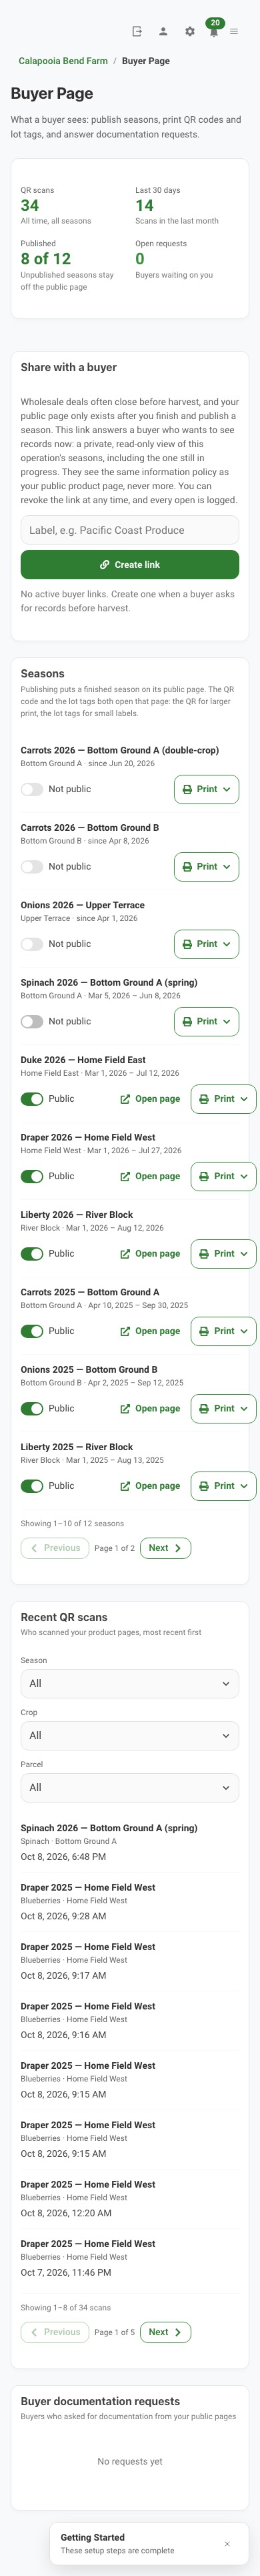 20
Calapooia Bend Farm / Buyer Page
Buyer Page
What a buyer sees: publish seasons, print QR codes and
lot tags, and answer documentation requests.
QR scans
34
All time, all seasons
Last 30 days
14
Scans in the last month
Published
8 of 12
Unpublished seasons stay
off the public page
Open requests
0
Buyers waiting on you
Share with a buyer
Wholesale deals often close before harvest, and your
public page only exists after you finish and publish a
season. This link answers a buyer who wants to see
records now: a private, read-only view of this
operation's seasons, including the one still in
progress. They see the same information policy as
your public product page, never more. You can
revoke the link at any time, and every open is logged.
Label, e.g. Pacific Coast Produce
Create link
No active buyer links. Create one when a buyer asks
for records before harvest.
Seasons
Publishing puts a finished season on its public page. The QR
code and the lot tags both open that page: the QR for larger
print, the lot tags for small labels.
Carrots 2026 — Bottom Ground A (double-crop)
Bottom Ground A · since Jun 20, 2026
Not public
Print
Carrots 2026 — Bottom Ground B
Bottom Ground B · since Apr 8, 2026
Not public
Print
Onions 2026 — Upper Terrace
Upper Terrace · since Apr 1, 2026
Not public
Print
Spinach 2026 — Bottom Ground A (spring)
Bottom Ground A · Mar 5, 2026 – Jun 8, 2026
Not public
Print
Duke 2026 — Home Field East
Home Field East · Mar 1, 2026 – Jul 12, 2026
Public
Open page
Print
Draper 2026 — Home Field West
Home Field West · Mar 1, 2026 – Jul 27, 2026
Public
Open page
Print
Liberty 2026 — River Block
River Block · Mar 1, 2026 – Aug 12, 2026
Public
Open page
Print
Carrots 2025 — Bottom Ground A
Bottom Ground A · Apr 10, 2025 – Sep 30, 2025
Public
Open page
Print
Onions 2025 — Bottom Ground B
Bottom Ground B · Apr 2, 2025 – Sep 12, 2025
Public
Open page
Print
Liberty 2025 — River Block
River Block · Mar 1, 2025 – Aug 13, 2025
Public
Open page
Print
Showing 1–10 of 12 seasons
Previous
Page 1 of 2
Next
Recent QR scans
Who scanned your product pages, most recent first
Season
All
Crop
All
Parcel
All
Spinach 2026 — Bottom Ground A (spring)
Spinach · Bottom Ground A
Oct 8, 2026, 6:48 PM
Draper 2025 — Home Field West
Blueberries · Home Field West
Oct 8, 2026, 9:28 AM
Draper 2025 — Home Field West
Blueberries · Home Field West
Oct 8, 2026, 9:17 AM
Draper 2025 — Home Field West
Blueberries · Home Field West
Oct 8, 2026, 9:16 AM
Draper 2025 — Home Field West
Blueberries · Home Field West
Oct 8, 2026, 9:15 AM
Draper 2025 — Home Field West
Blueberries · Home Field West
Oct 8, 2026, 9:15 AM
Draper 2025 — Home Field West
Blueberries · Home Field West
Oct 8, 2026, 12:20 AM
Draper 2025 — Home Field West
Blueberries · Home Field West
Oct 7, 2026, 11:46 PM
Showing 1–8 of 34 scans
Previous
Page 1 of 5
Next
Buyer documentation requests
Buyers who asked for documentation from your public pages
No requests yet
Getting Started
These setup steps are complete